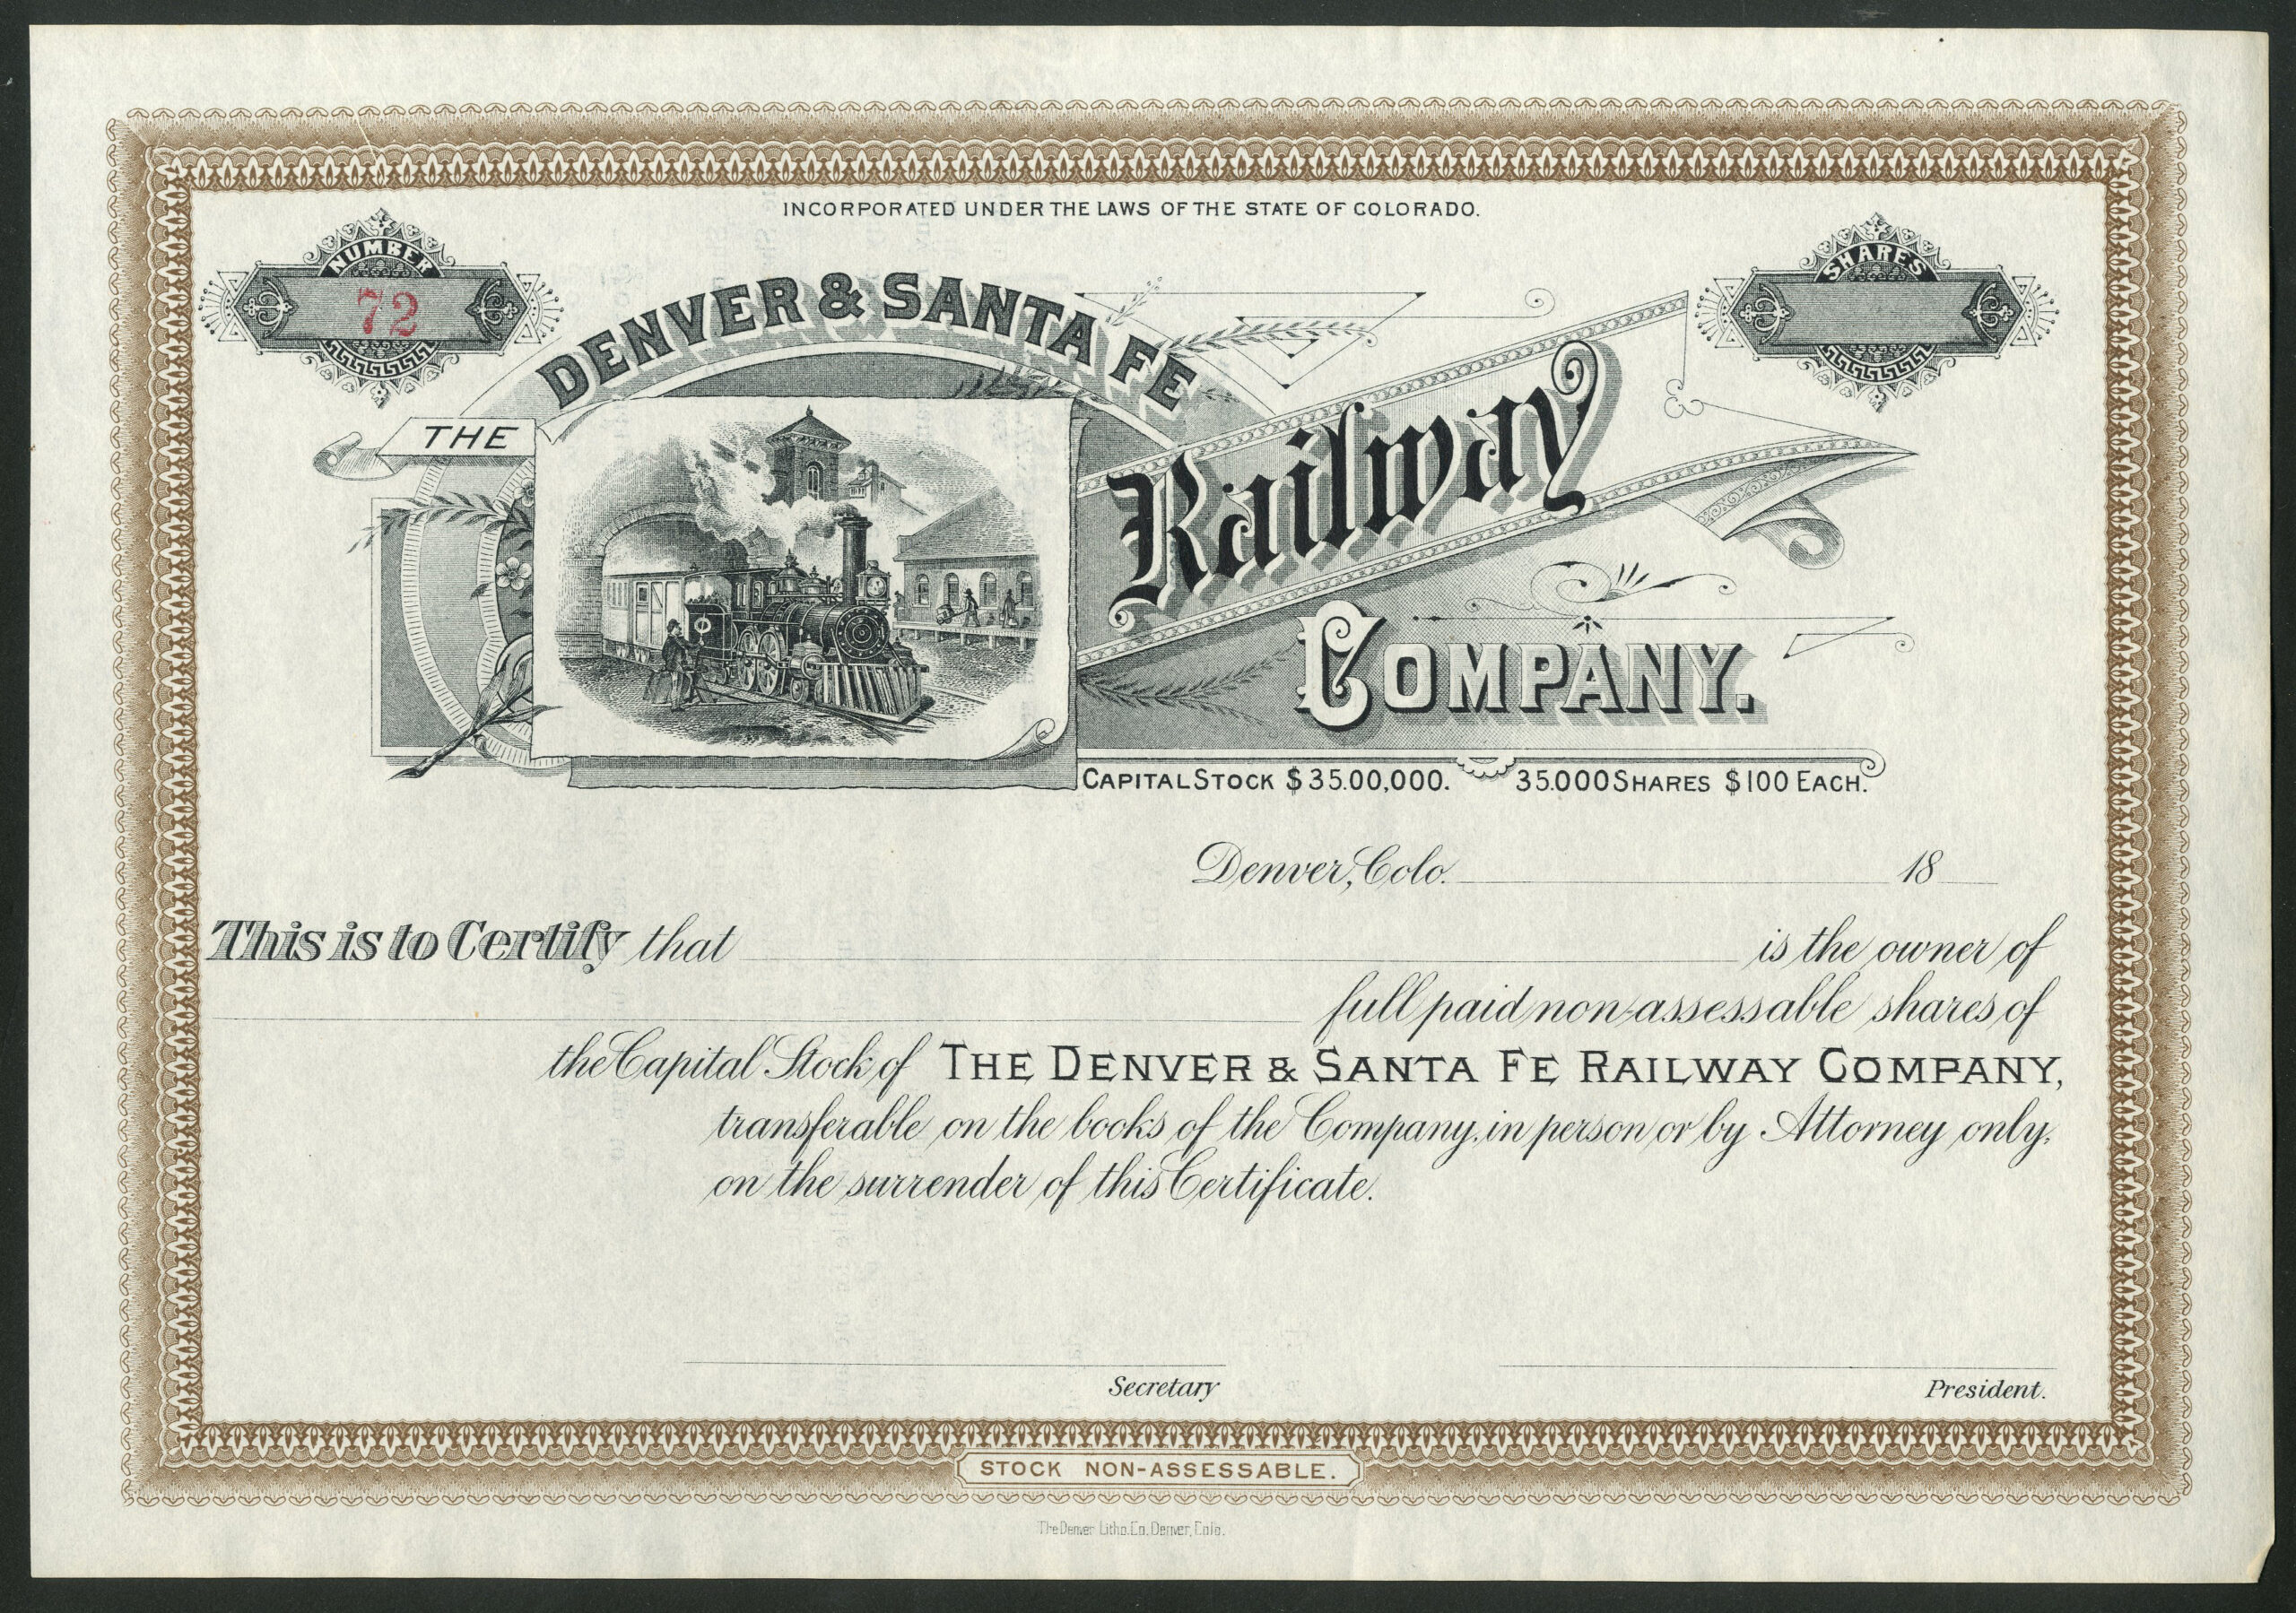 INCORPORATED UNDER THE LAWS OF THE STATE OF COLORADO.
NUMBER
72
SHARES
THE
DENVER & SANTA FE
Railway
COMPANY.
CAPITAL STOCK $35.00,000. 35.000 SHARES $100 EACH.
Denver, Colo. 18
This is to Certify that is the owner of
full paid non-assessable shares of
the Capital Stock of THE DENVER & SANTA FE RAILWAY COMPANY,
transferable on the books of the Company, in person or by Attorney only,
on the surrender of this Certificate.
Secretary President.
STOCK NON-ASSESSABLE.
The Denver Litho. Co. Denver, Colo.